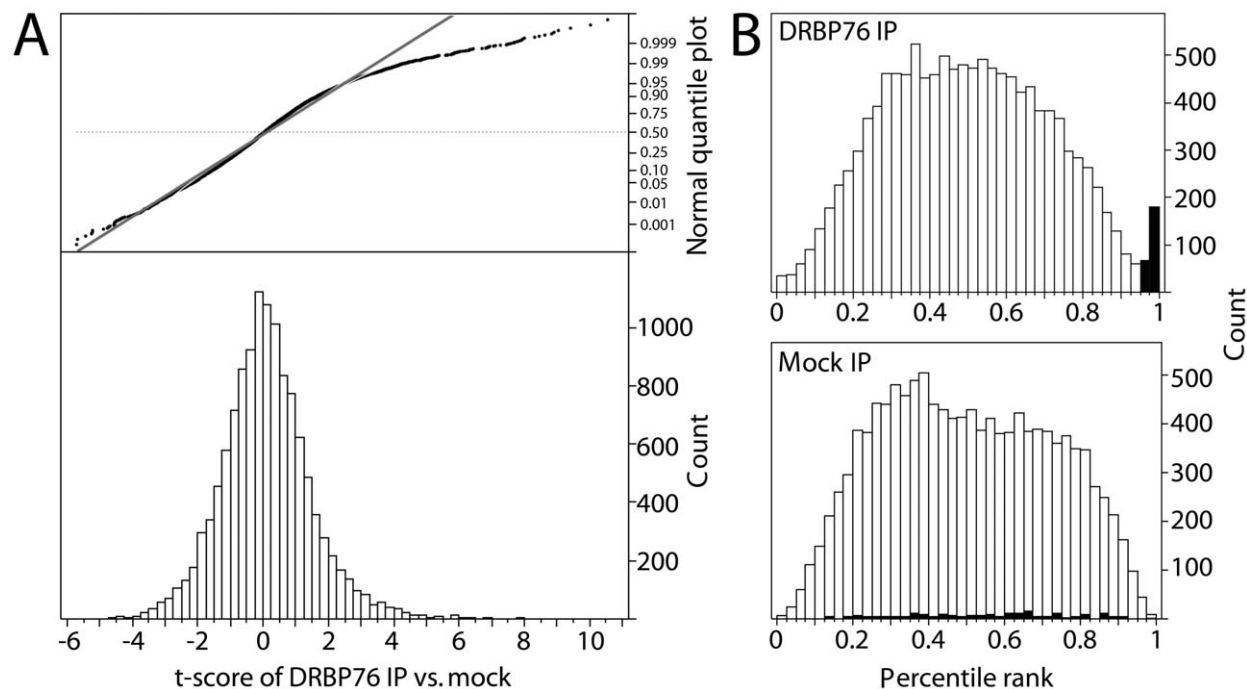 A
0.999
0.99
0.95
0.90
0.75
0.50
0.25
0.10
0.05
0.01
0.001
Normal quantile plot
1000
800
600
400
200
Count
-6 -4 -2 0 2 4 6 8 10
t-score of DRBP76 IP vs. mock
B
DRBP76 IP
500
400
300
200
100
0 0.2 0.4 0.6 0.8 1
Count
Mock IP
500
400
300
200
100
0 0.2 0.4 0.6 0.8 1
Percentile rank